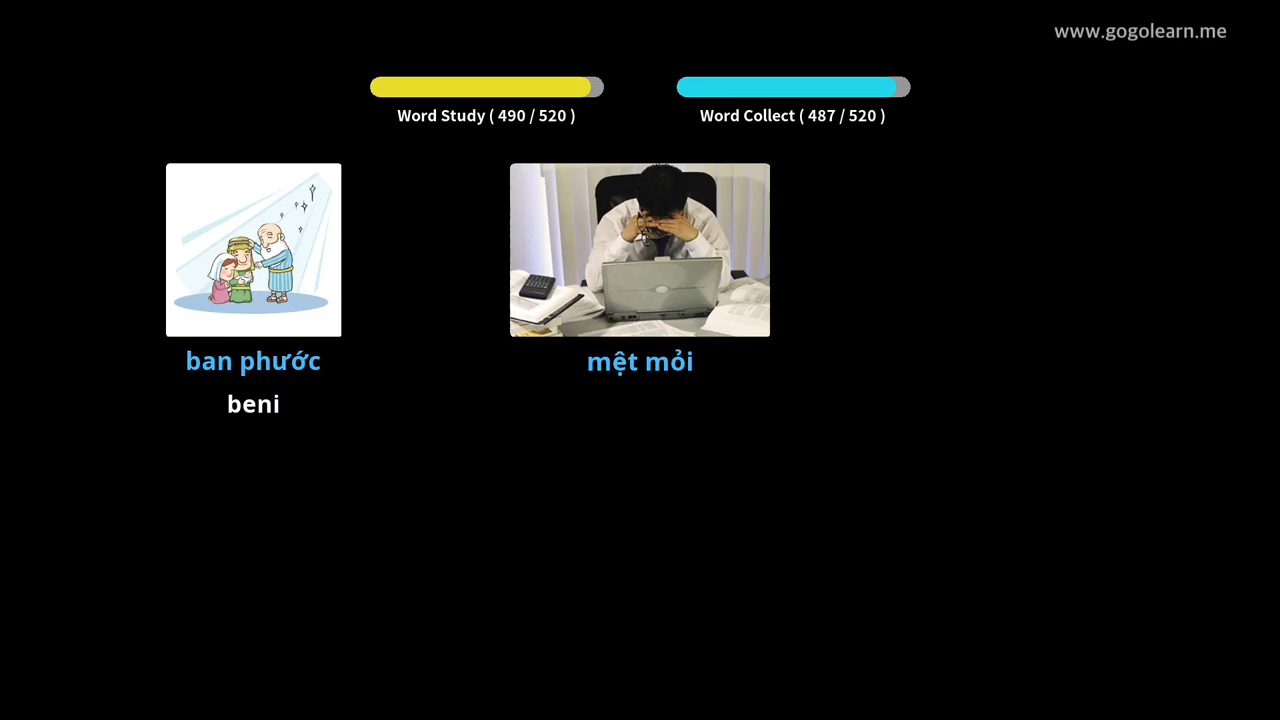 www.gogolearn.me
Word Study ( 490 / 520 )
Word Collect ( 487 / 520 )
ban phước
beni
mệt mỏi